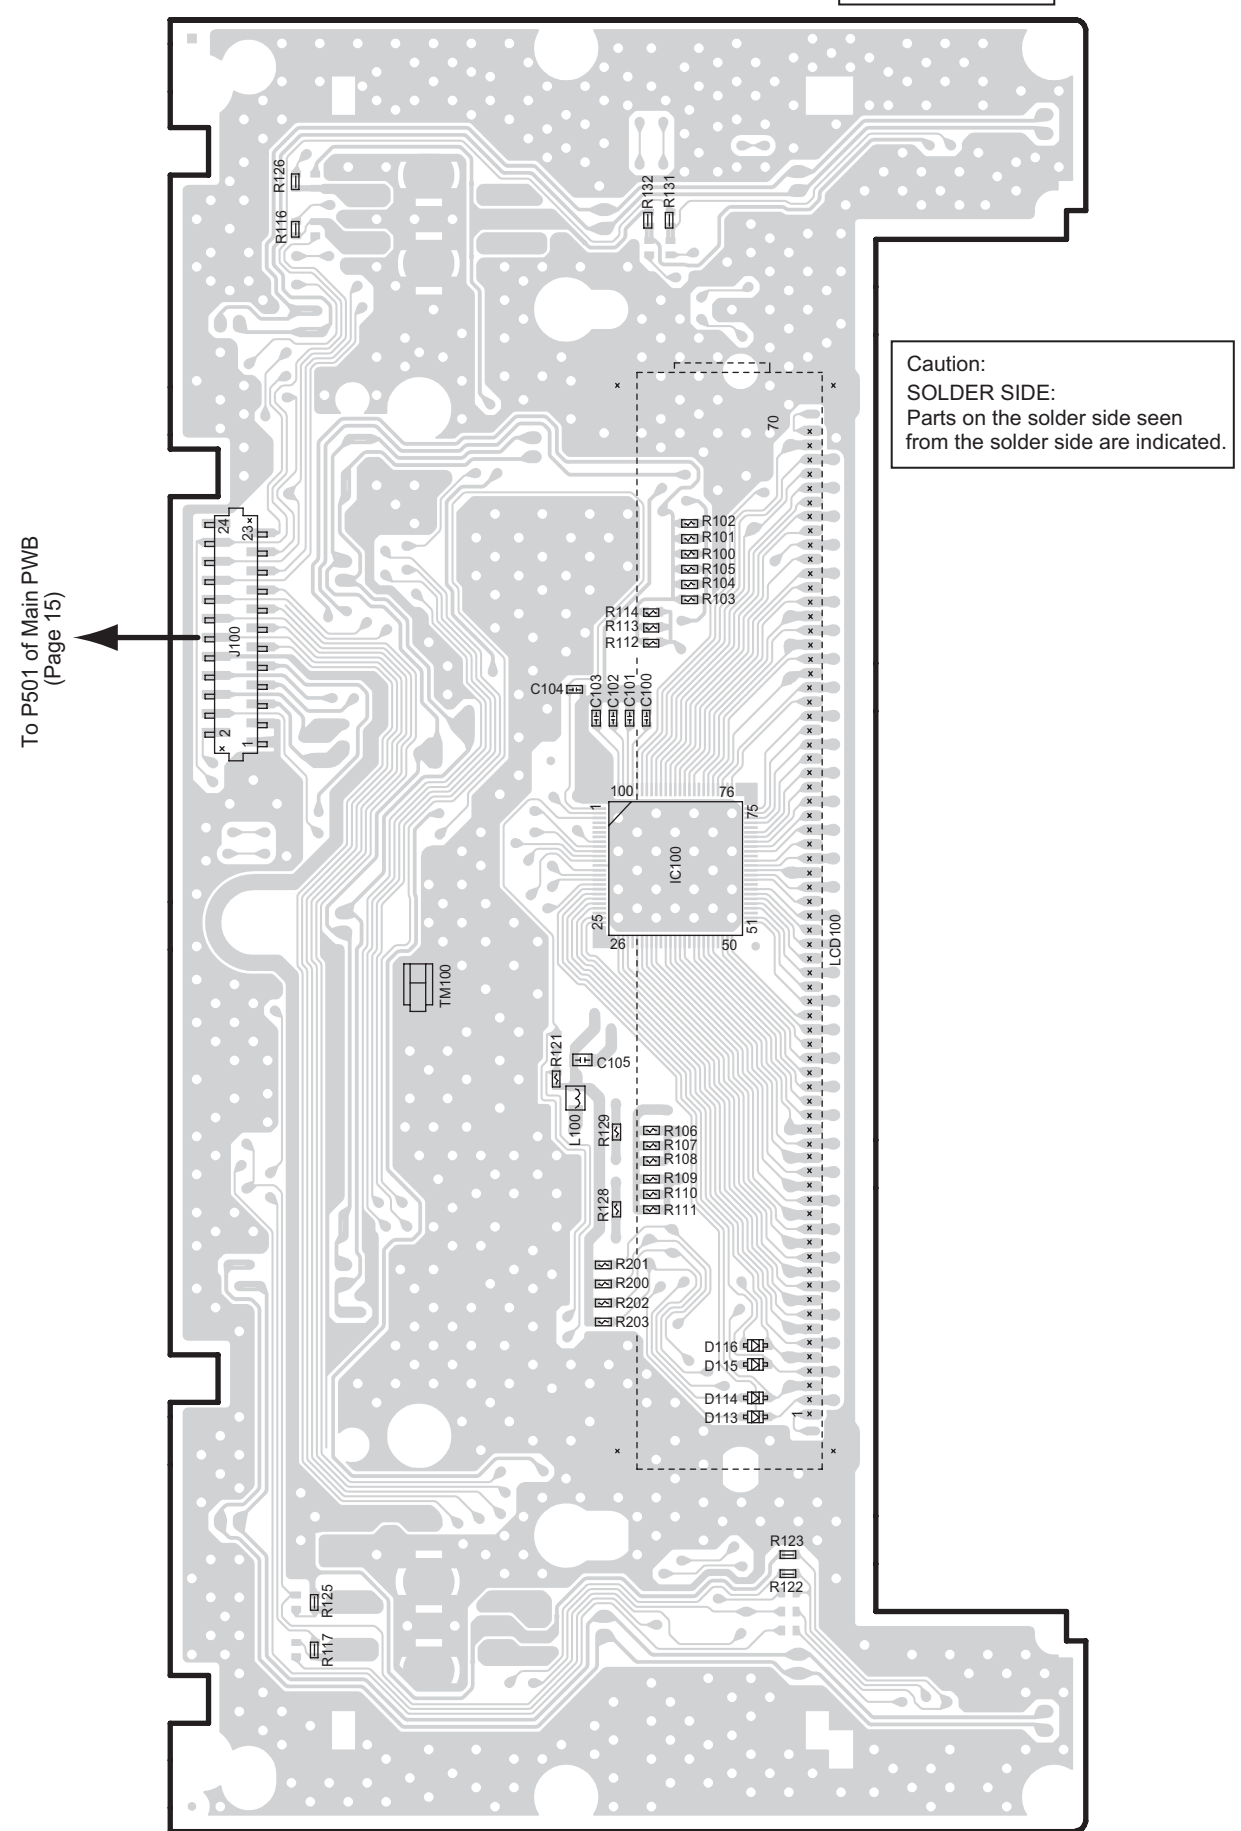 R126
R116
R132
R131
Caution:
SOLDER SIDE:
Parts on the solder side seen
from the solder side are indicated.
70
To P501 of Main PWB
(Page 15)
24
23
J100
2
1
R102
R101
R100
R105
R104
R103
R114
R113
R112
C104
C103
C102
C101
C100
100
76
1
75
IC100
25
51
26
50
LCD100
TM100
R121
C105
L100
R129
R106
R107
R108
R109
R110
R111
R128
R201
R200
R202
R203
D116
D115
D114
D113
1
R123
R122
R125
R117